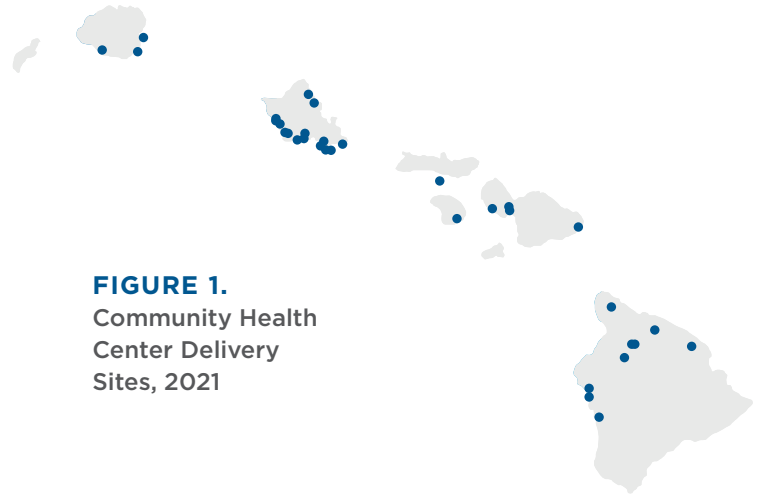 FIGURE 1.
Community Health
Center Delivery
Sites, 2021